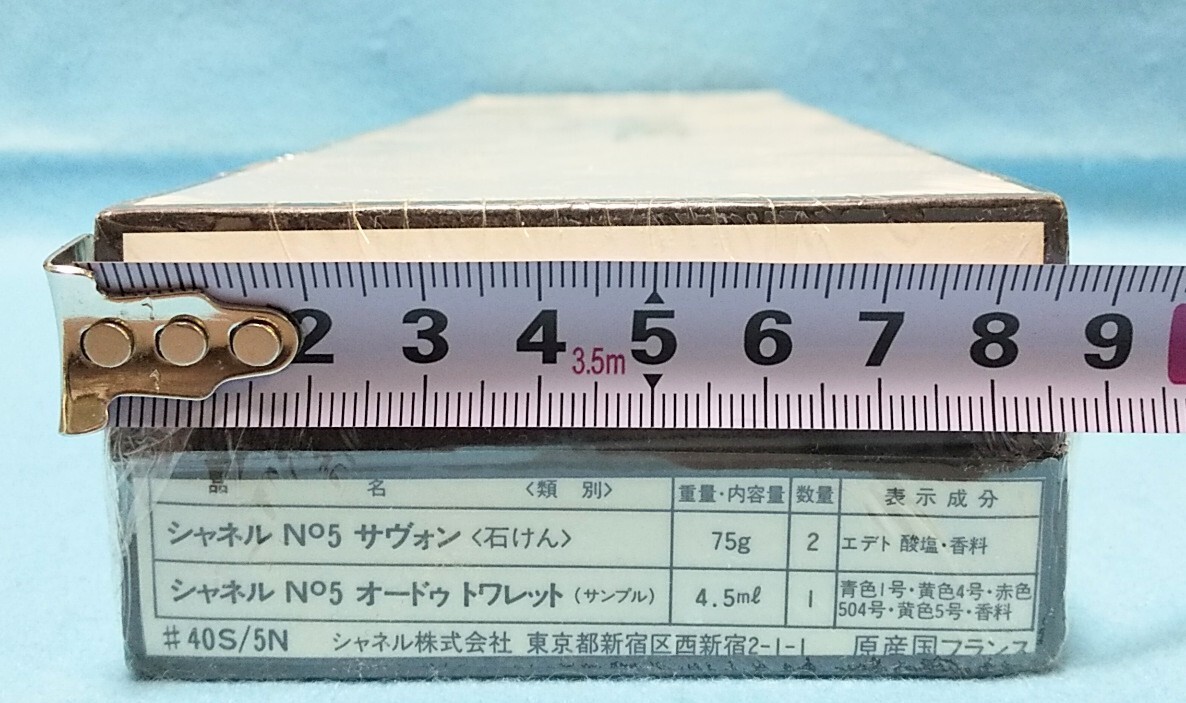 2 3 4 5 6 7 8 9
3.5m
品 名 〈類 別〉 重量・内容量 数量 表示成分
シャネル Nº5 サヴォン〈石けん〉 75g 2 エデト酸塩・香料
シャネル Nº5 オードゥ トワレット（サンプル） 4.5mℓ 1 青色1号・黄色4号・赤色
504号・黄色5号・香料
#40S/5N シャネル株式会社 東京都新宿区西新宿2-1-1 原産国フランス